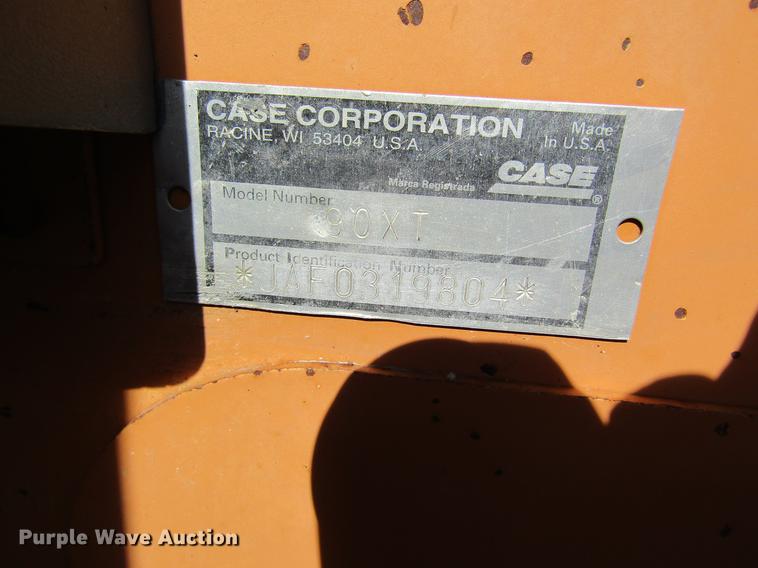 CASE CORPORATION
RACINE, WI 53404 U.S.A.
Made
In U.S.A.
CASE
®
Marca Registrada
Model Number
90XT
Product Identification Number
*JAF0319804*
Purple Wave Auction